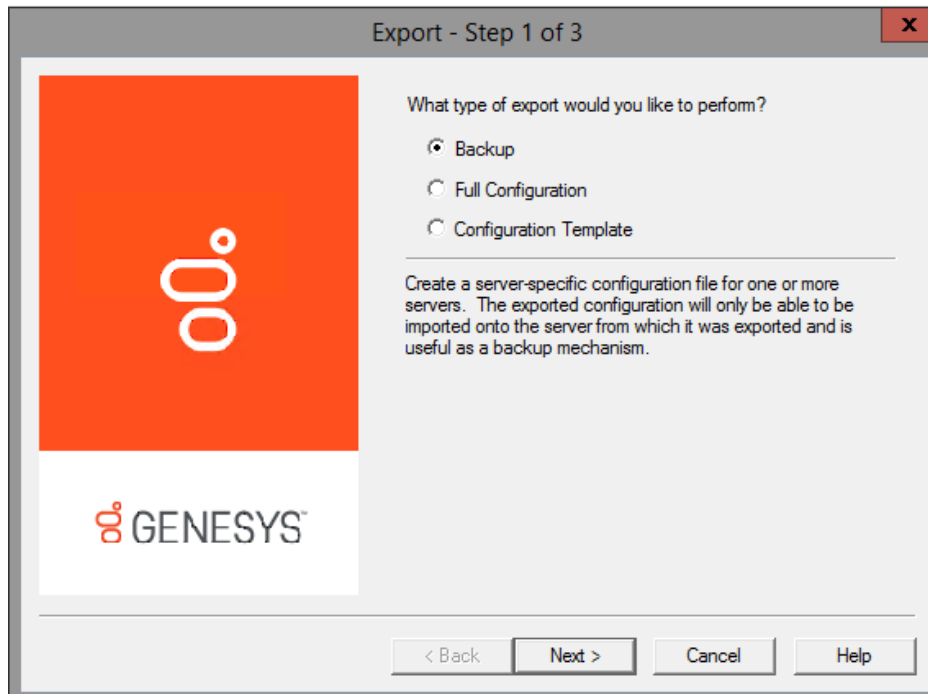 Export - Step 1 of 3
x
What type of export would you like to perform?
Backup
Full Configuration
Configuration Template
Create a server-specific configuration file for one or more
servers. The exported configuration will only be able to be
imported onto the server from which it was exported and is
useful as a backup mechanism.
GENESYS™
< Back
Next >
Cancel
Help